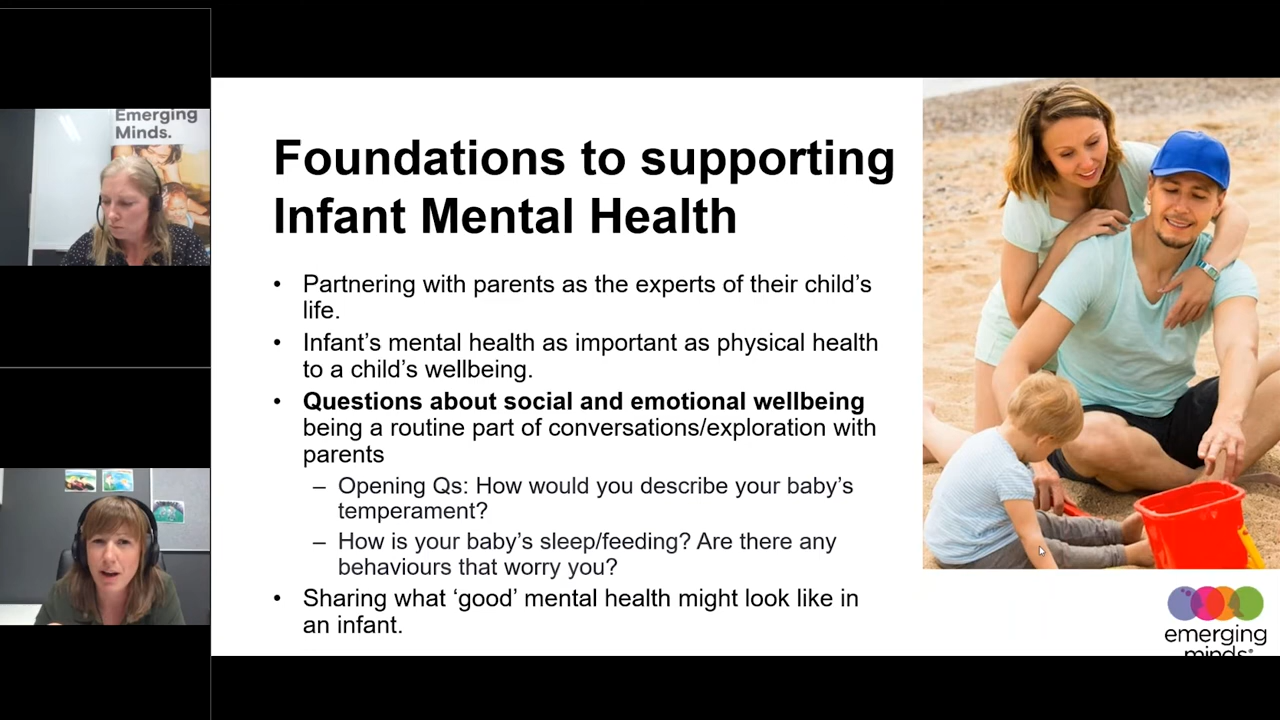 Emerging
Minds.
Foundations to supporting
Infant Mental Health
• Partnering with parents as the experts of their child’s
life.
• Infant’s mental health as important as physical health
to a child’s wellbeing.
• Questions about social and emotional wellbeing
being a routine part of conversations/exploration with
parents
– Opening Qs: How would you describe your baby’s
temperament?
– How is your baby’s sleep/feeding? Are there any
behaviours that worry you?
• Sharing what ‘good’ mental health might look like in
an infant.
emerging
minds